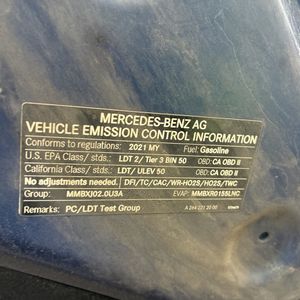 MERCEDES-BENZ AG
VEHICLE EMISSION CONTROL INFORMATION
Conforms to regulations: 2021 MY Fuel: Gasoline
U.S. EPA Class/ stds.: LDT 2/ Tier 3 BIN 50 OBD: CA OBD II
California Class/ stds.: LDT/ ULEV 50 OBD: CA OBD II
No adjustments needed. DFI/TC/CAC/WR-HO2S/HO2S/TWC
Group: MMBXJ02.0U3A EVAP: MMBXR0155LNC
Remarks: PC/LDT Test Group